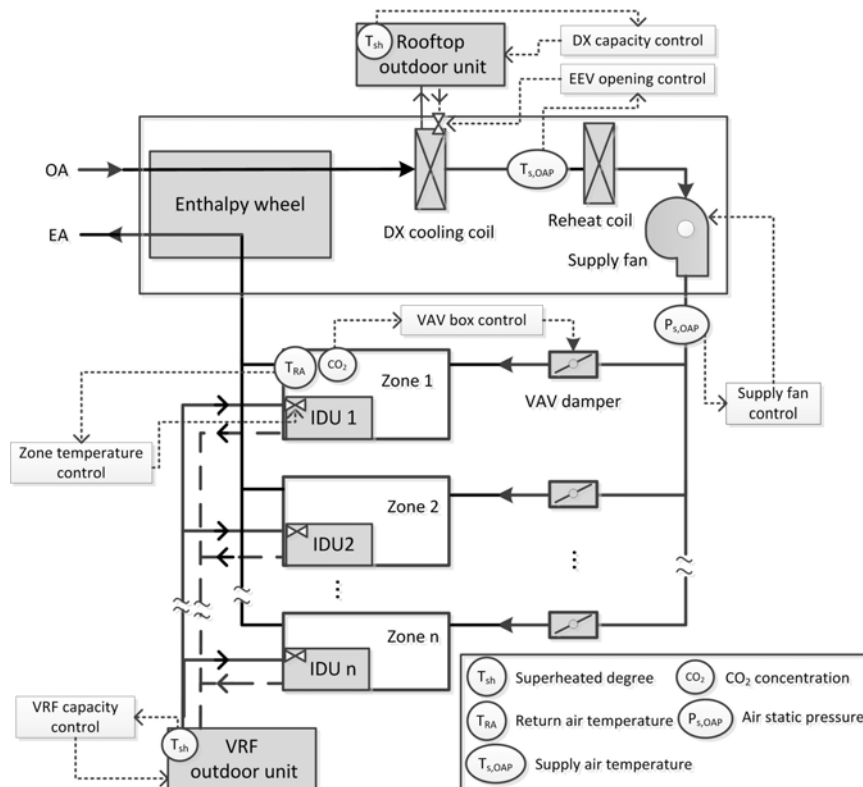 Tsh
Rooftop
outdoor unit
DX capacity control
EEV opening control
OA
EA
Enthalpy wheel
DX cooling coil
Ts,OAP
Reheat coil
Supply fan
Ps,OAP
VAV box control
TRA
CO2
Zone 1
IDU 1
VAV damper
Supply fan
control
Zone temperature
control
Zone 2
IDU2
Zone n
IDU n
VRF capacity
control
Tsh
VRF
outdoor unit
Tsh Superheated degree
CO2 CO2 concentration
TRA Return air temperature
Ps,OAP Air static pressure
Ts,OAP Supply air temperature